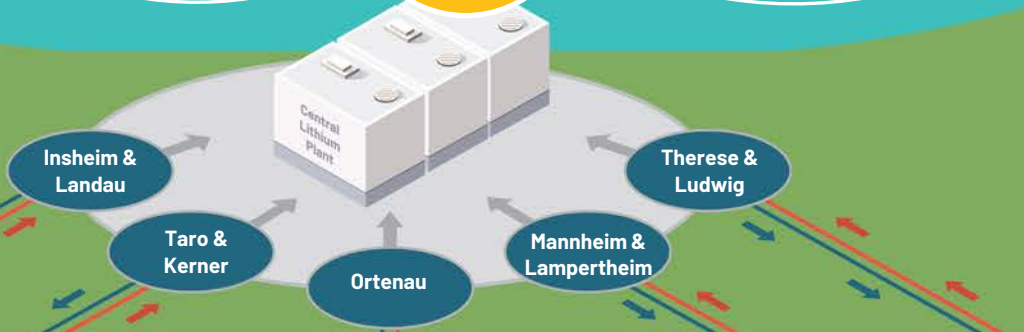 Central
Lithium
Plant
Insheim &
Landau
Therese &
Ludwig
Taro &
Kerner
Mannheim &
Lampertheim
Ortenau